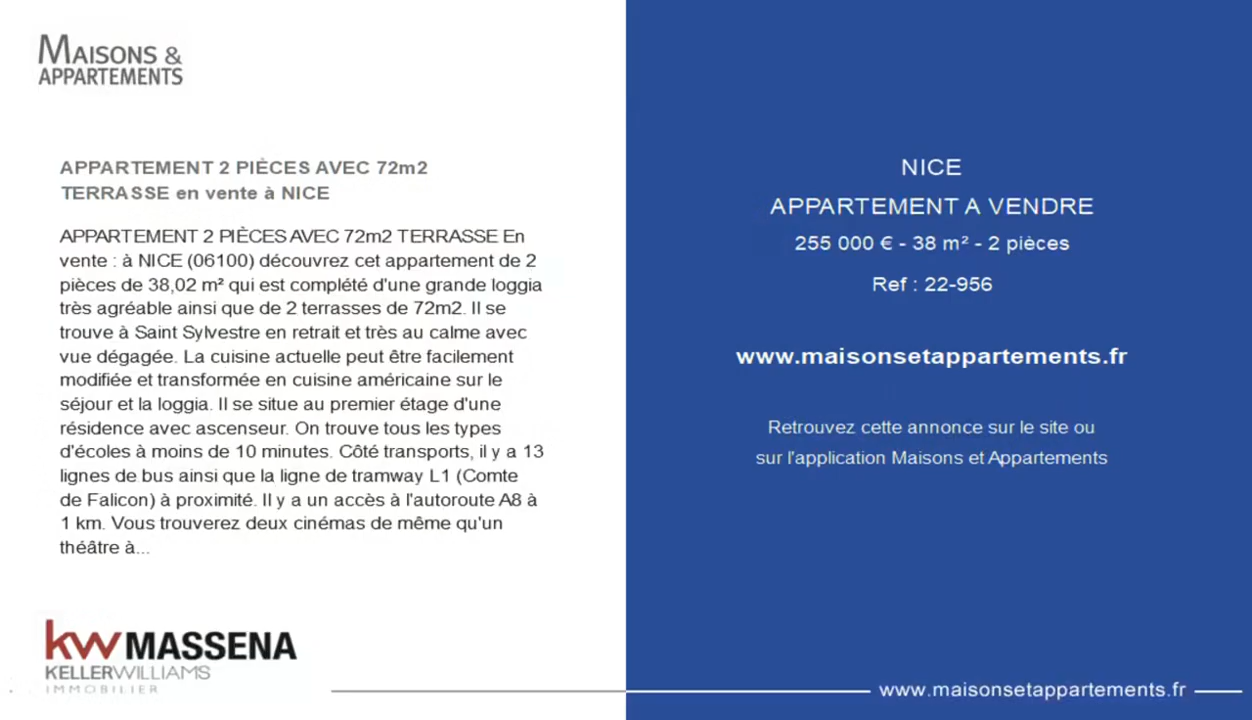 MAISONS &
APPARTEMENTS
APPARTEMENT 2 PIÈCES AVEC 72m2
TERRASSE en vente à NICE
APPARTEMENT 2 PIÈCES AVEC 72m2 TERRASSE En
vente : à NICE (06100) découvrez cet appartement de 2
pièces de 38,02 m² qui est complété d'une grande loggia
très agréable ainsi que de 2 terrasses de 72m2. Il se
trouve à Saint Sylvestre en retrait et très au calme avec
vue dégagée. La cuisine actuelle peut être facilement
modifiée et transformée en cuisine américaine sur le
séjour et la loggia. Il se situe au premier étage d'une
résidence avec ascenseur. On trouve tous les types
d'écoles à moins de 10 minutes. Côté transports, il y a 13
lignes de bus ainsi que la ligne de tramway L1 (Comte
de Falicon) à proximité. Il y a un accès à l'autoroute A8 à
1 km. Vous trouverez deux cinémas de même qu'un
théâtre à...
kw MASSENA
KELLERWILLIAMS
IMMOBILIER
NICE
APPARTEMENT A VENDRE
255 000 € - 38 m² - 2 pièces
Ref : 22-956
www.maisonsetappartements.fr
Retrouvez cette annonce sur le site ou
sur l'application Maisons et Appartements
www.maisonsetappartements.fr